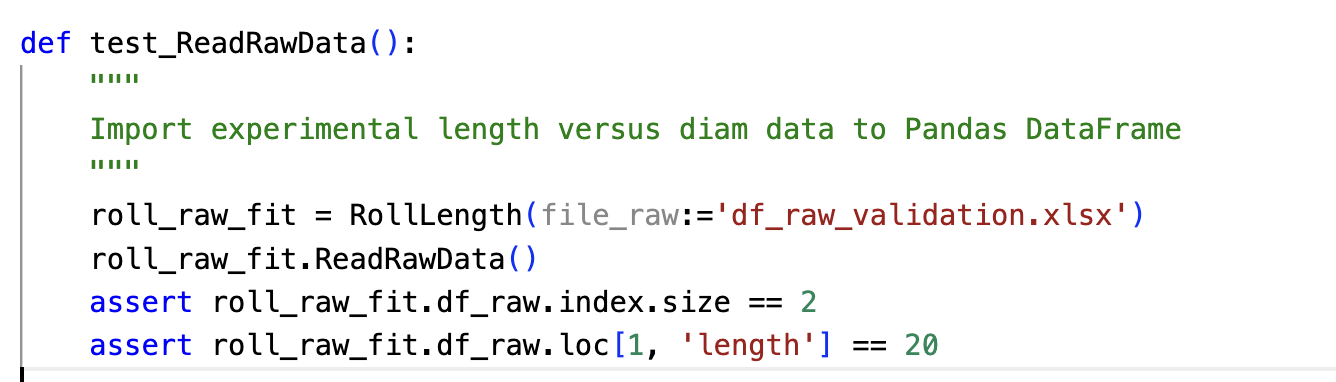 def test_ReadRawData():
"""
Import experimental length versus diam data to Pandas DataFrame
"""
roll_raw_fit = RollLength(file_raw:='df_raw_validation.xlsx')
roll_raw_fit.ReadRawData()
assert roll_raw_fit.df_raw.index.size == 2
assert roll_raw_fit.df_raw.loc[1, 'length'] == 20